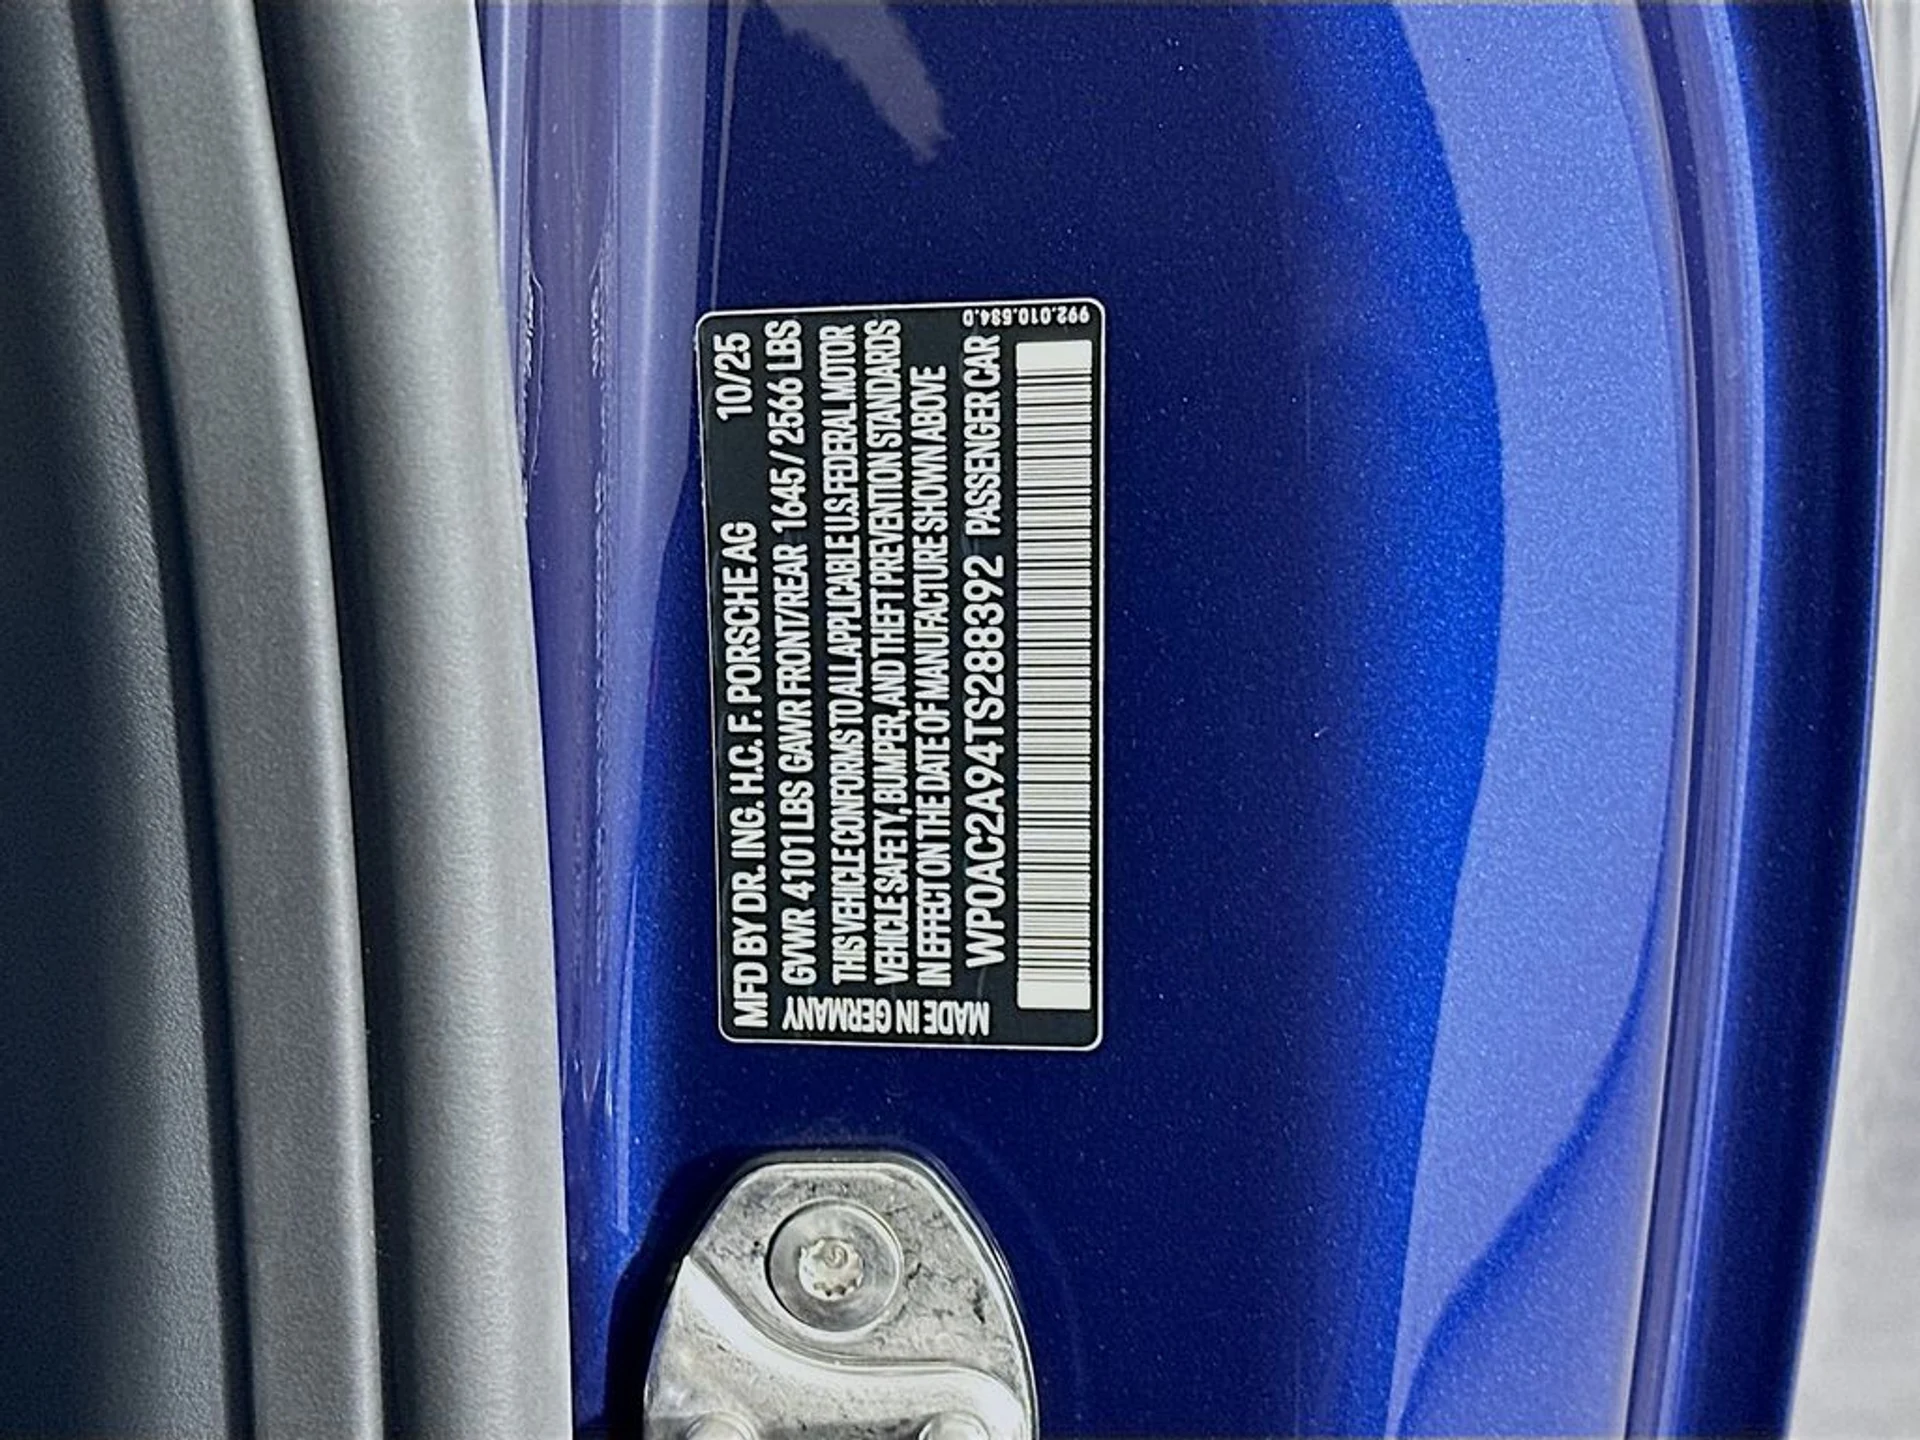 MFD BY DR. ING. H.C. F. PORSCHE AG 10/25
GVWR 4101 LBS GAWR FRONT/REAR 1645/2566 LBS
THIS VEHICLE CONFORMS TO ALL APPLICABLE U.S. FEDERAL MOTOR
VEHICLE SAFETY, BUMPER, AND THEFT PREVENTION STANDARDS
IN EFFECT ON THE DATE OF MANUFACTURE SHOWN ABOVE
WP0AC2A94TS288392 PASSENGER CAR
MADE IN GERMANY
992.010.684.0